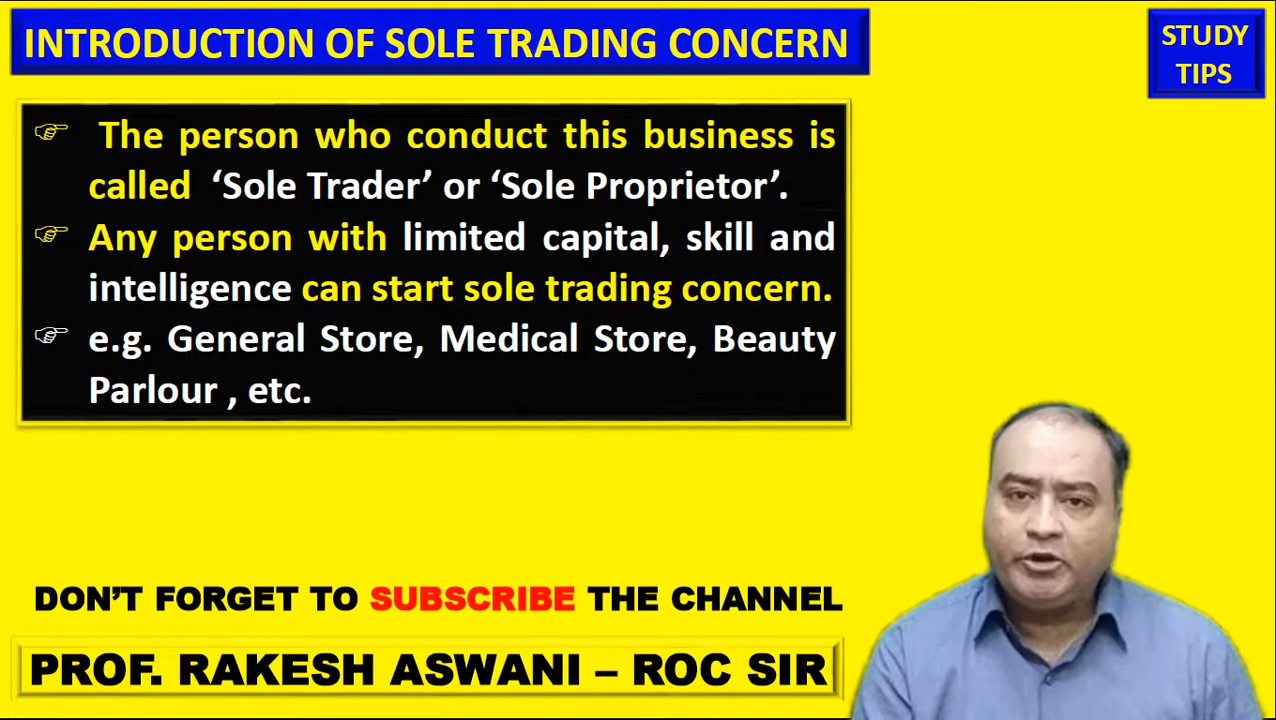 INTRODUCTION OF SOLE TRADING CONCERN
STUDY
TIPS
The person who conduct this business is
called ‘Sole Trader’ or ‘Sole Proprietor’.
Any person with limited capital, skill and
intelligence can start sole trading concern.
e.g. General Store, Medical Store, Beauty
Parlour , etc.
DON’T FORGET TO SUBSCRIBE THE CHANNEL
PROF. RAKESH ASWANI – ROC SIR